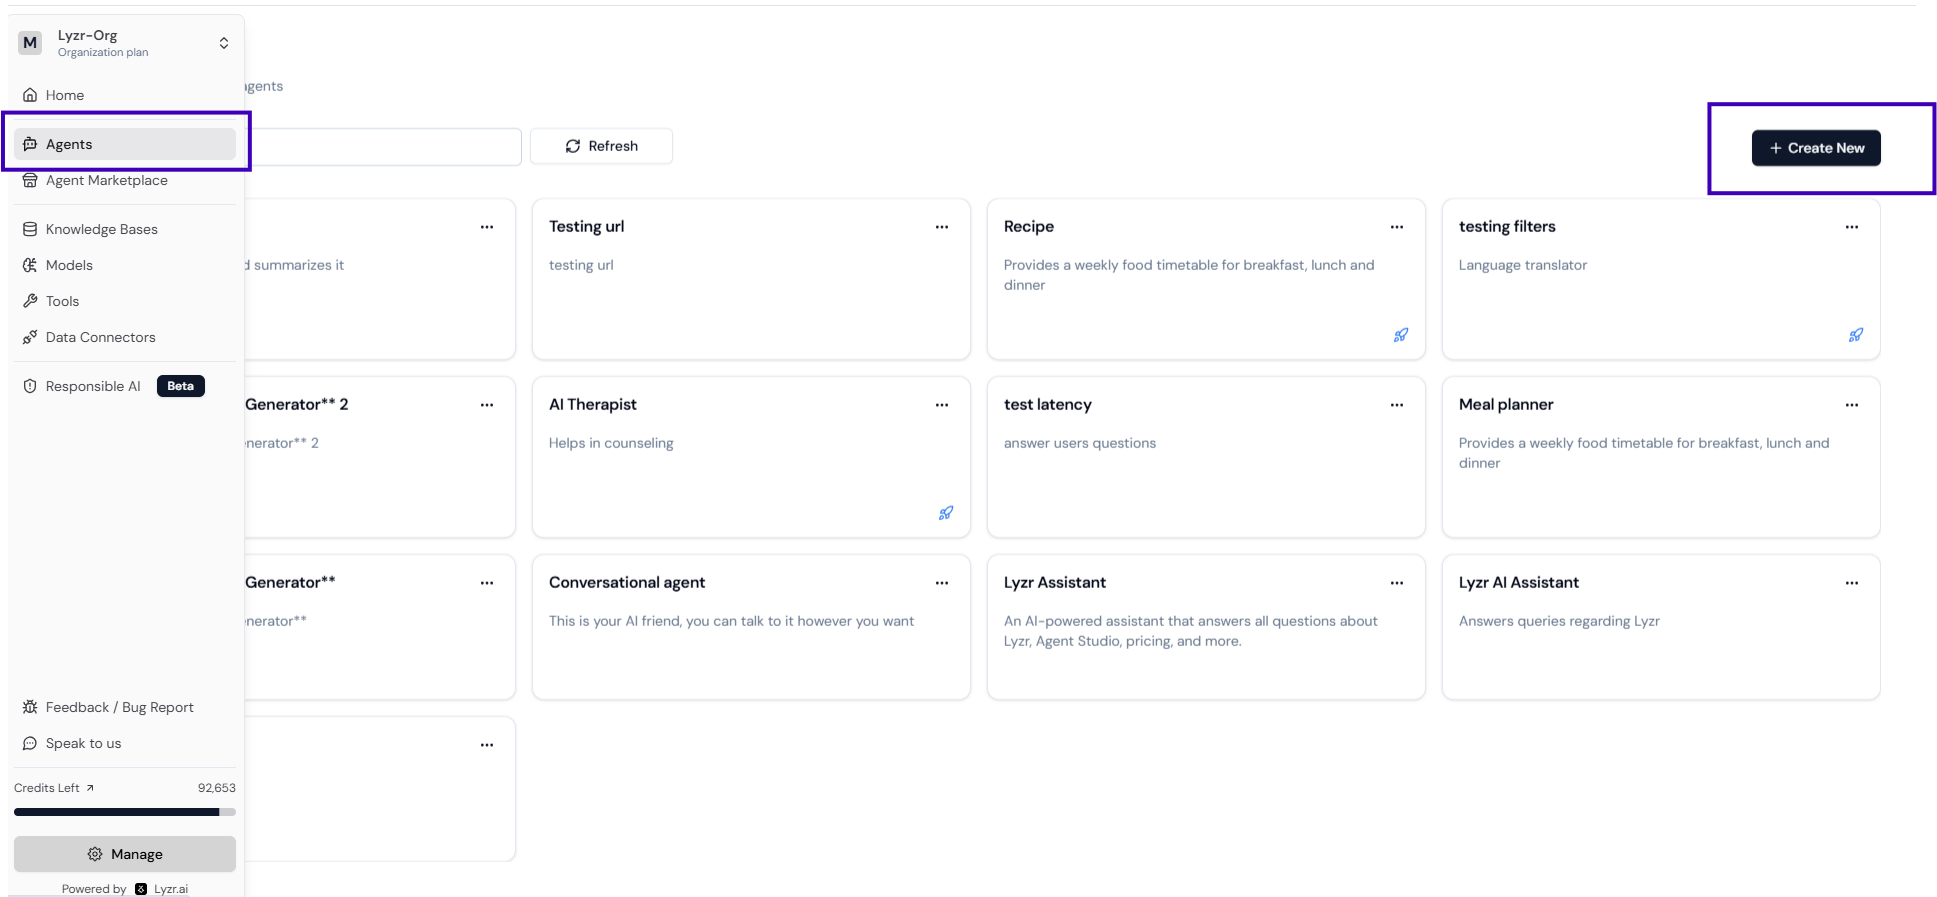 M
Lyzr-Org
Organization plan
Home
Agents
Agent Marketplace
Knowledge Bases
Models
Tools
Data Connectors
Responsible AI Beta
Feedback / Bug Report
Speak to us
Credits Left 92,653
Manage
Powered by Lyzr.ai
agents
Refresh
+ Create New
summarizes it
Testing url
testing url
Recipe
Provides a weekly food timetable for breakfast, lunch and
dinner
testing filters
Language translator
Generator** 2
nerator** 2
AI Therapist
Helps in counseling
test latency
answer users questions
Meal planner
Provides a weekly food timetable for breakfast, lunch and
dinner
Generator**
nerator**
Conversational agent
This is your AI friend, you can talk to it however you want
Lyzr Assistant
An AI-powered assistant that answers all questions about
Lyzr, Agent Studio, pricing, and more.
Lyzr AI Assistant
Answers queries regarding Lyzr